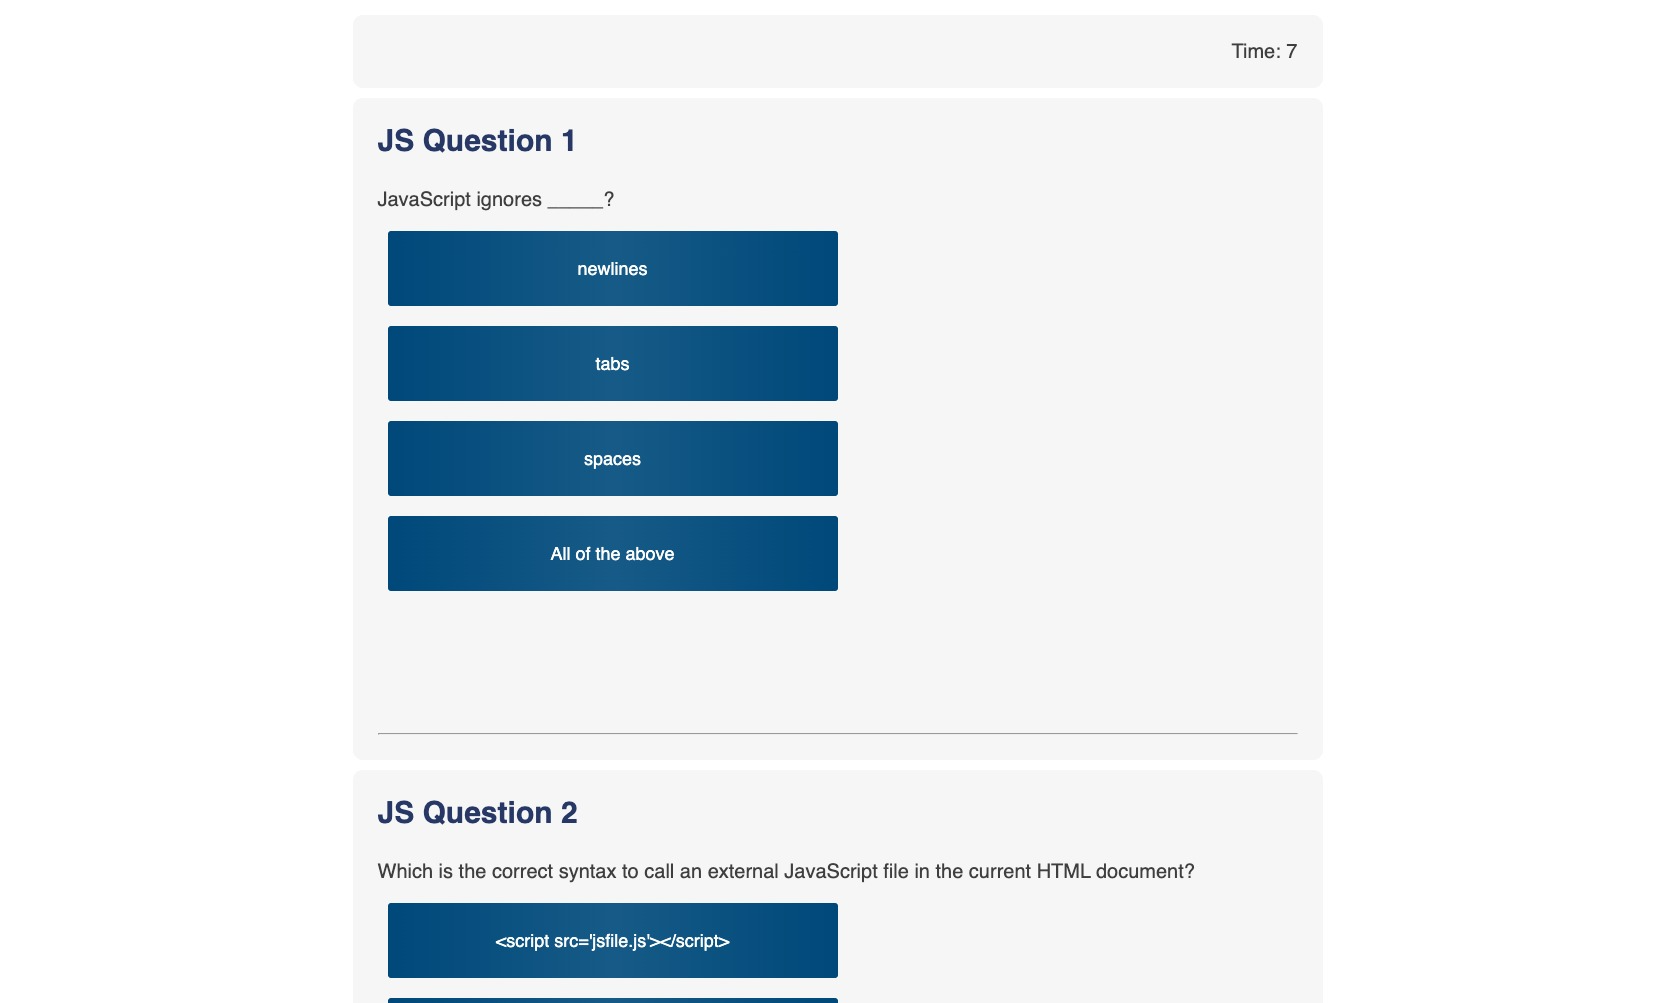 Time: 7
JS Question 1
JavaScript ignores _____?
newlines
tabs
spaces
All of the above
JS Question 2
Which is the correct syntax to call an external JavaScript file in the current HTML document?
<script src='jsfile.js'></script>